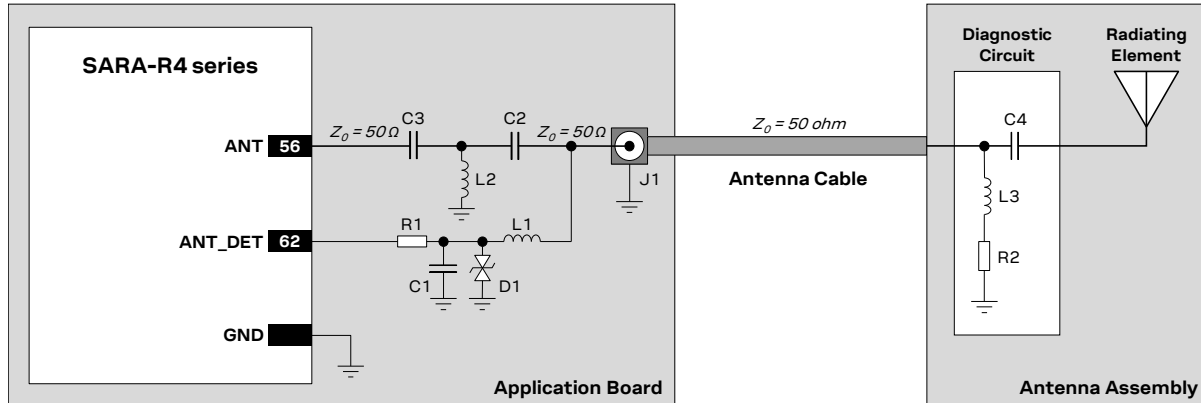 SARA-R4 series
ANT
56
Z₀ = 50 Ω
C3
C2
Z₀ = 50 Ω
L2
J1
ANT_DET
62
R1
L1
C1
D1
GND
Application Board
Z₀ = 50 ohm
Antenna Cable
Diagnostic
Circuit
Radiating
Element
C4
L3
R2
Antenna Assembly